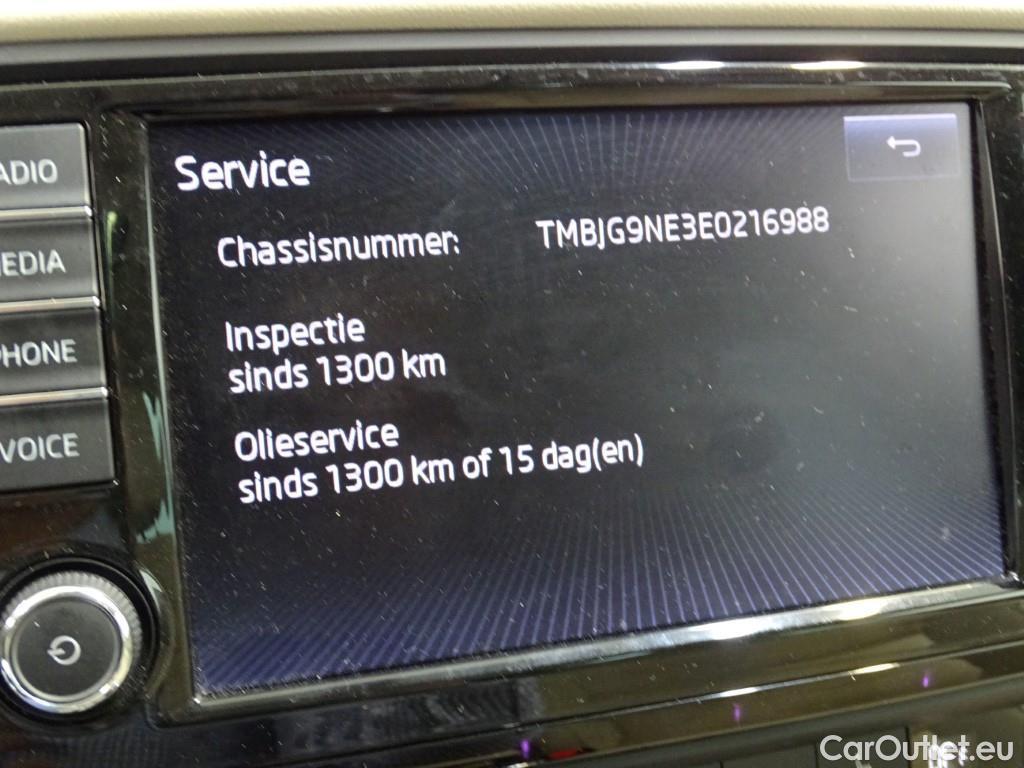 Service
Chassisnummer: TMBJG9NE3E0216988
Inspectie
sinds 1300 km
Olieservice
sinds 1300 km of 15 dag(en)
ADIO
EDIA
PHONE
VOICE
CarOutlet.eu